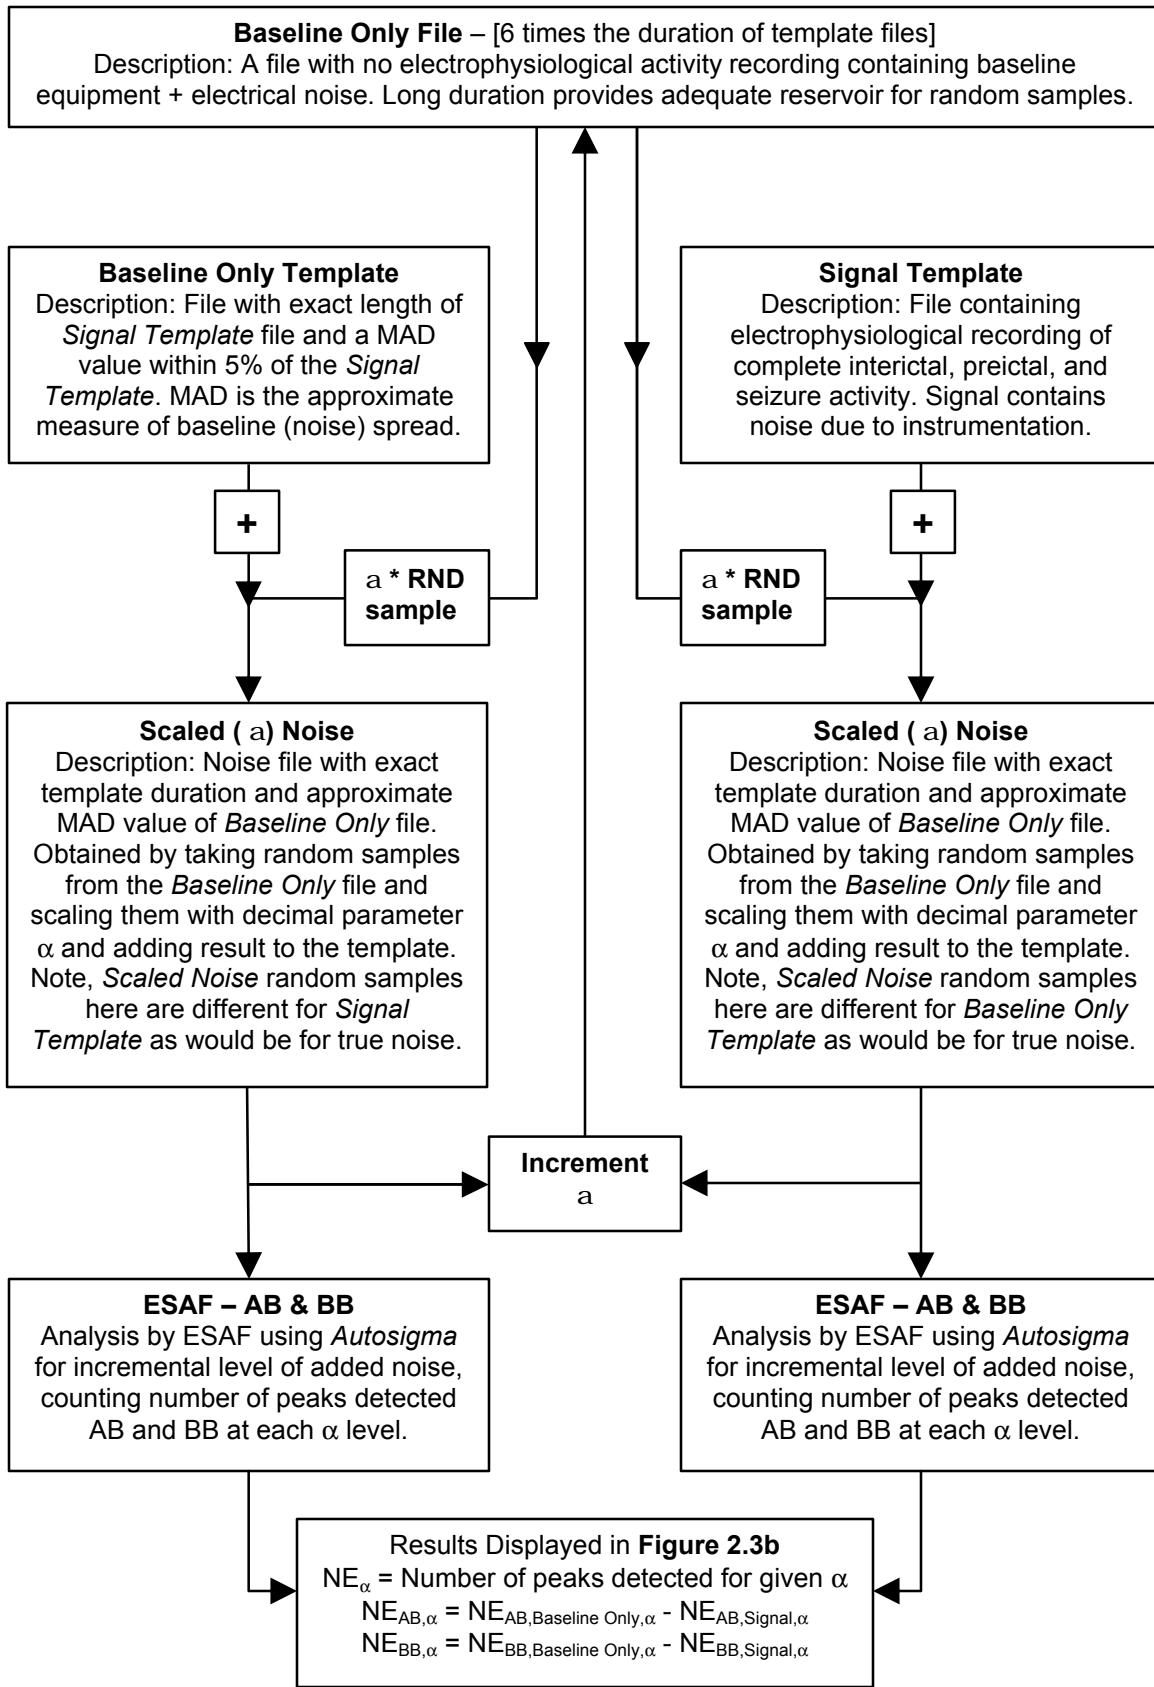 Baseline Only File – [6 times the duration of template files]
Description: A file with no electrophysiological activity recording containing baseline
equipment + electrical noise. Long duration provides adequate reservoir for random samples.
Baseline Only Template
Description: File with exact length of
Signal Template file and a MAD
value within 5% of the Signal
Template. MAD is the approximate
measure of baseline (noise) spread.
Signal Template
Description: File containing
electrophysiological recording of
complete interictal, preictal, and
seizure activity. Signal contains
noise due to instrumentation.
+
+
a * RND
sample
a * RND
sample
Scaled ( a) Noise
Description: Noise file with exact
template duration and approximate
MAD value of Baseline Only file.
Obtained by taking random samples
from the Baseline Only file and
scaling them with decimal parameter
α and adding result to the template.
Note, Scaled Noise random samples
here are different for Signal
Template as would be for true noise.
Scaled ( a) Noise
Description: Noise file with exact
template duration and approximate
MAD value of Baseline Only file.
Obtained by taking random samples
from the Baseline Only file and
scaling them with decimal parameter
α and adding result to the template.
Note, Scaled Noise random samples
here are different for Baseline Only
Template as would be for true noise.
Increment
a
ESAF – AB & BB
Analysis by ESAF using Autosigma
for incremental level of added noise,
counting number of peaks detected
AB and BB at each α level.
ESAF – AB & BB
Analysis by ESAF using Autosigma
for incremental level of added noise,
counting number of peaks detected
AB and BB at each α level.
Results Displayed in Figure 2.3b
NEα = Number of peaks detected for given α
NEAB,α = NEAB,Baseline Only,α - NEAB,Signal,α
NEBB,α = NEBB,Baseline Only,α - NEBB,Signal,α